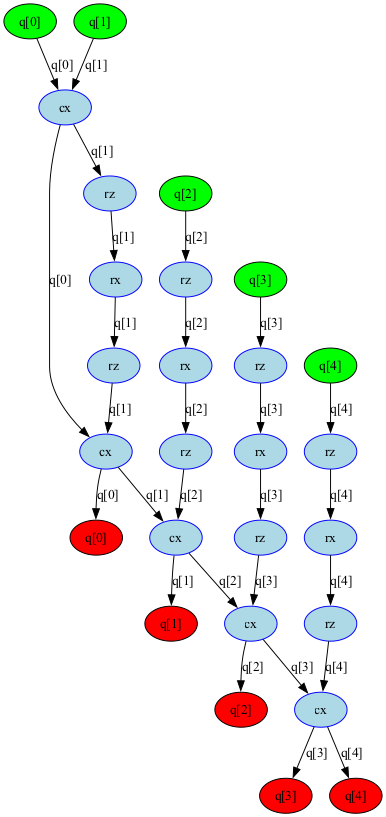 q[0] q[1]
q[0] q[1]
cx
q[1]
rz q[2]
q[1] q[2]
q[0] rx rz q[3]
q[1] q[2] q[3]
rz rx rz q[4]
q[1] q[2] q[3] q[4]
cx rz rx rz
q[0] q[1] q[2] q[3] q[4]
q[0] cx rz rx
q[1] q[2] q[3] q[4]
q[1] cx rz
q[2] q[3] q[4]
q[2] cx
q[3] q[4]
q[3] q[4]